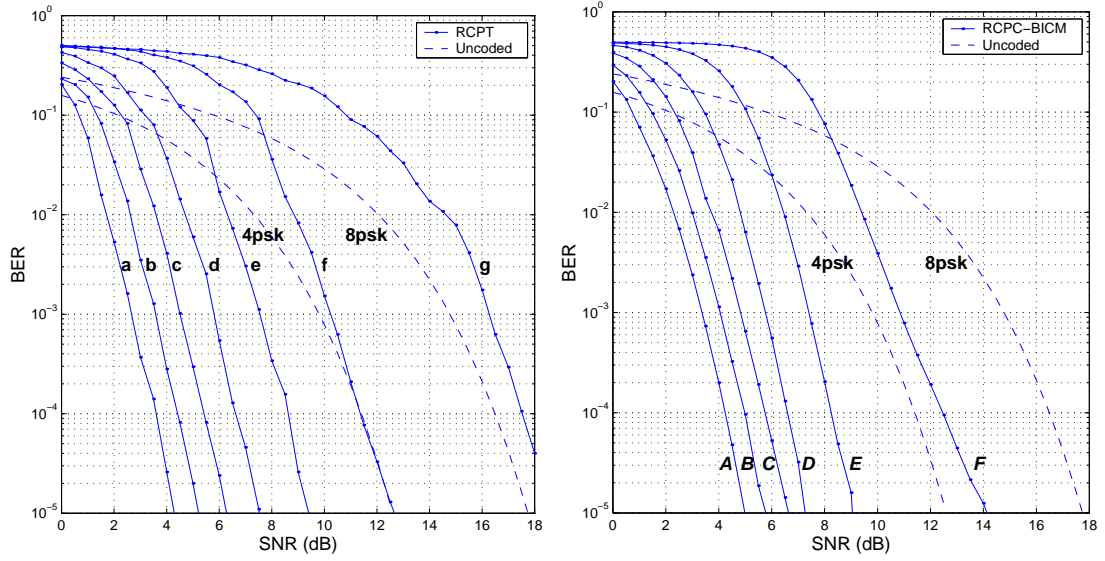 RCPT
Uncoded
10^0
10^-1
10^-2
10^-3
10^-4
10^-5
BER
4psk
8psk
a
b
c
d
e
f
g
0 2 4 6 8 10 12 14 16 18
SNR (dB)
RCPC-BICM
Uncoded
10^0
10^-1
10^-2
10^-3
10^-4
10^-5
BER
4psk
8psk
A
B
C
D
E
F
0 2 4 6 8 10 12 14 16 18
SNR (dB)